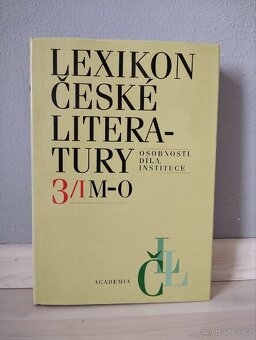 LEXIKON
ČESKÉ
LITERA-
TURY
OSOBNOSTI,
DÍLA,
INSTITUCE
3/I M-O
ACADEMIA
LČL